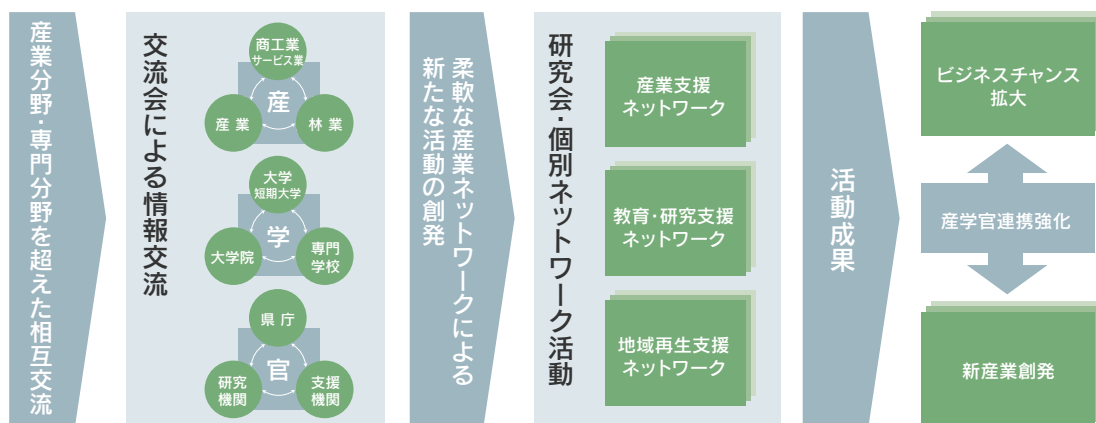 産業分野・専門分野を超えた相互交流
交流会による情報交流
商工業
サービス業
産
産 業
林 業
大学
短期大学
学
大学院
専門
学校
県 庁
官
研究
機関
支援
機関
柔軟な産業ネットワークによる
新たな活動の創発
研究会・個別ネットワーク活動
産業支援
ネットワーク
教育・研究支援
ネットワーク
地域再生支援
ネットワーク
活動成果
ビジネスチャンス
拡大
産学官連携強化
新産業創発